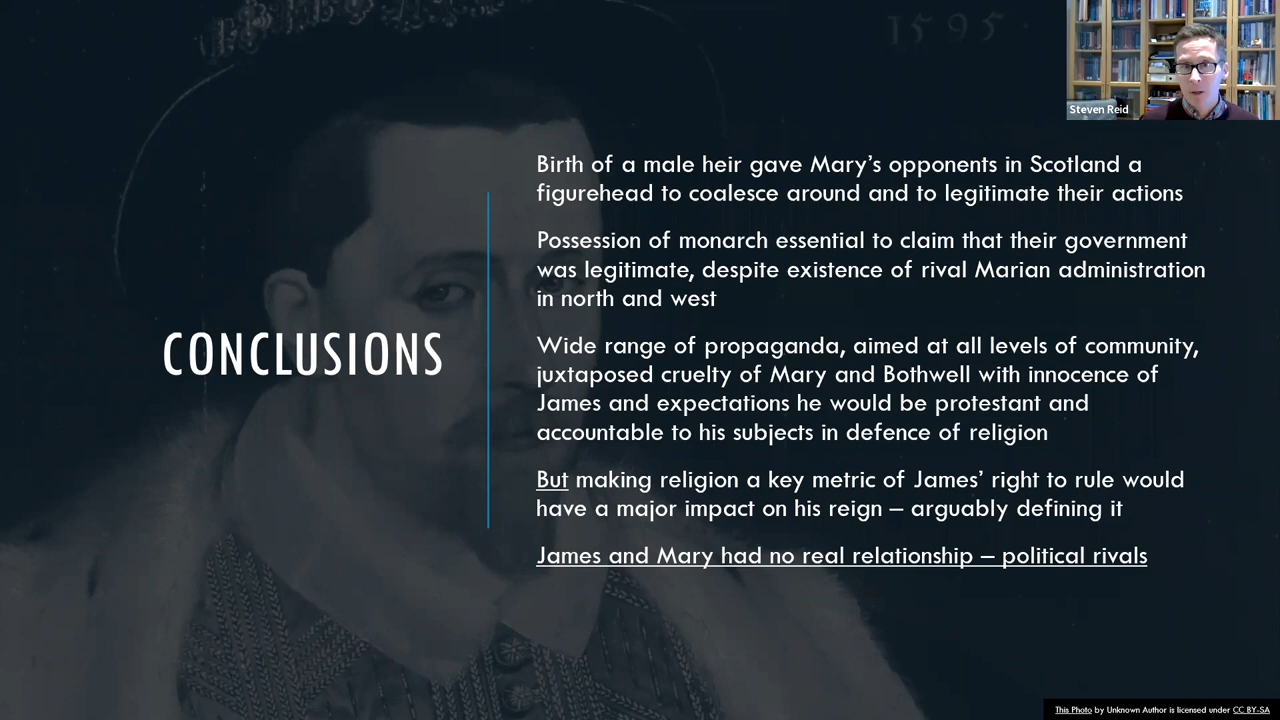 1595
Steven Reid
CONCLUSIONS
Birth of a male heir gave Mary’s opponents in Scotland a
figurehead to coalesce around and to legitimate their actions
Possession of monarch essential to claim that their government
was legitimate, despite existence of rival Marian administration
in north and west
Wide range of propaganda, aimed at all levels of community,
juxtaposed cruelty of Mary and Bothwell with innocence of
James and expectations he would be protestant and
accountable to his subjects in defence of religion
But making religion a key metric of James’ right to rule would
have a major impact on his reign – arguably defining it
James and Mary had no real relationship – political rivals
This Photo by Unknown Author is licensed under CC BY-SA